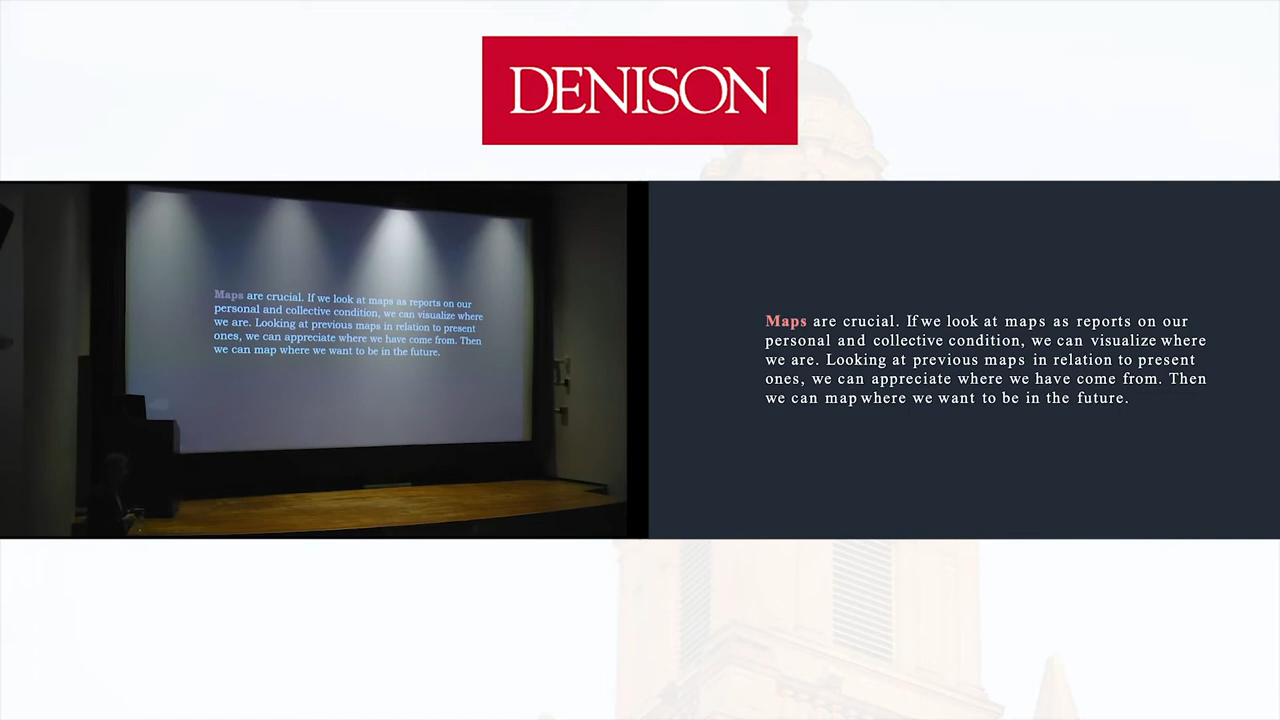 DENISON
Maps are crucial. If we look at maps as reports on our
personal and collective condition, we can visualize where
we are. Looking at previous maps in relation to present
ones, we can appreciate where we have come from. Then
we can map where we want to be in the future.
Maps are crucial. If we look at maps as reports on our
personal and collective condition, we can visualize where
we are. Looking at previous maps in relation to present
ones, we can appreciate where we have come from. Then
we can map where we want to be in the future.